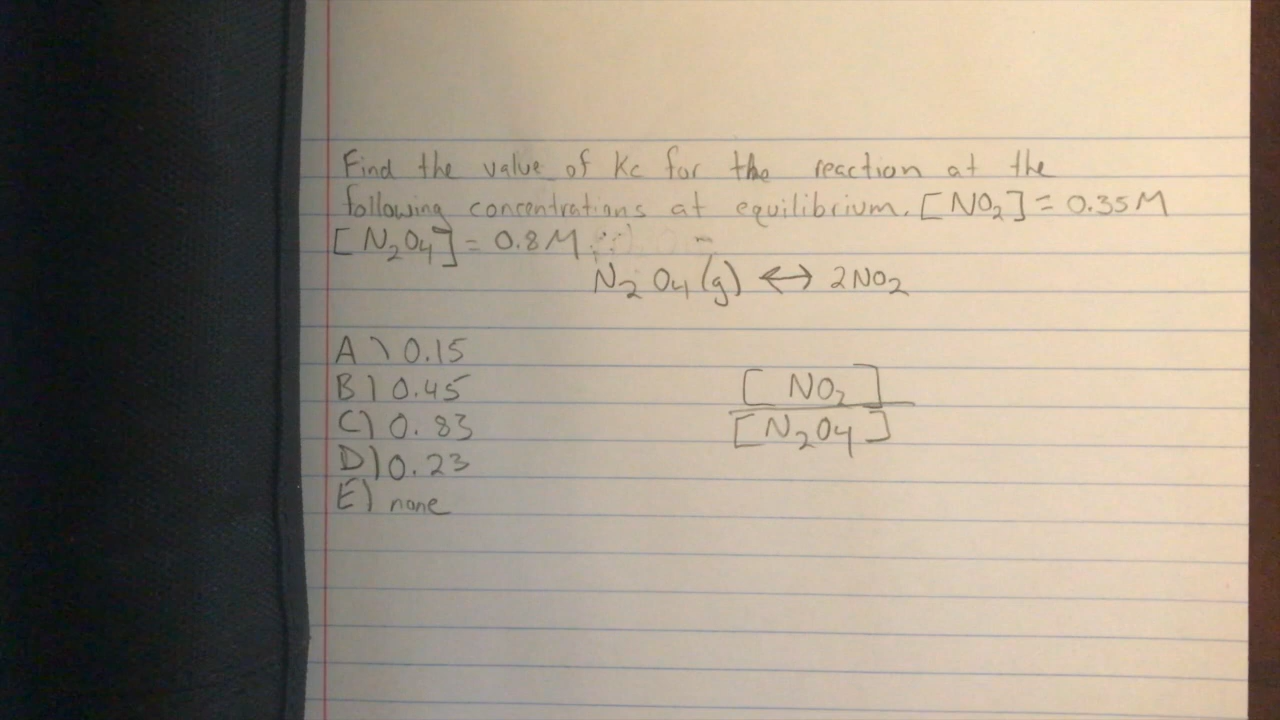 Find the value of Kc for the reaction at the
following concentrations at equilibrium. [NO₂] = 0.35M
[N₂O₄] = 0.8M
N₂O₄(g) ↔ 2NO₂
A) 0.15
B) 0.45
C) 0.83
D) 0.23
E) none
[NO₂]
[N₂O₄]